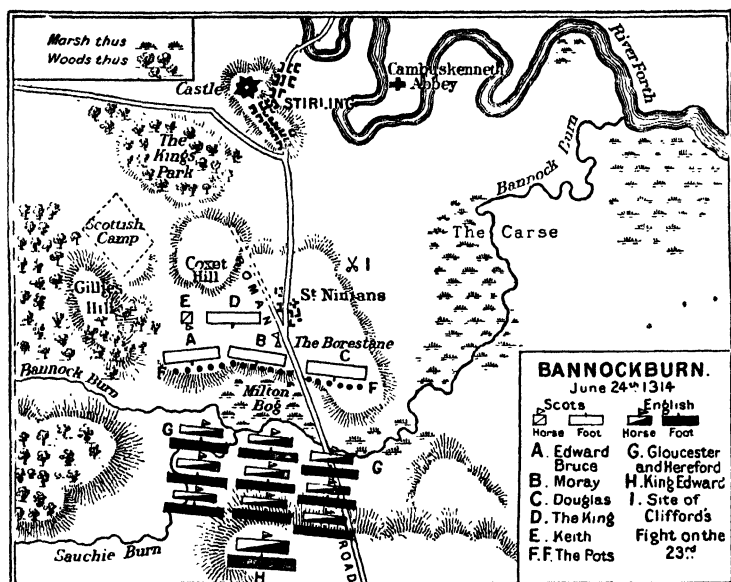 Marsh thus
Woods thus
Castle
STIRLING
Cambuskenneth
Abbey
River Forth
The
Kings
Park
Bannock Burn
Scottish
Camp
The Carse
Coxet
Hill
I
Gillies
Hill
ROMAN
St Ninians
E
D
The Borestane
A
B
C
F
F
Bannock Burn
Milton
Bog
G
G
Sauchie Burn
H
ROAD
BANNOCKBURN.
June 24th 1314
Scots English
Horse Foot Horse Foot
A. Edward Bruce
B. Moray
C. Douglas
D. The King
E. Keith
F.F. The Pots
G. Gloucester and Hereford
H. King Edward
I. Site of Clifford's Fight on the 23rd